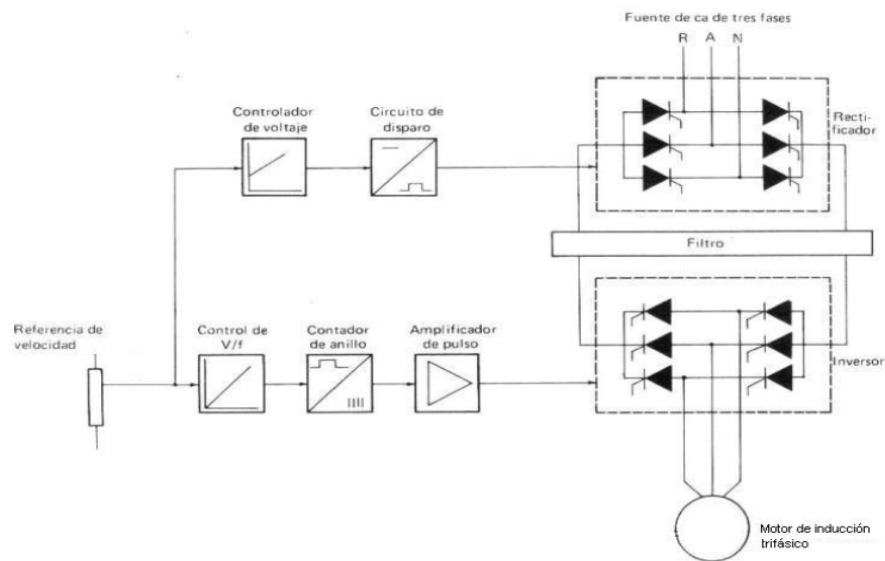 Fuente de ca de tres fases
R A N
Controlador
de voltaje
Circuito de
disparo
Recti-
ficador
Filtro
Referencia de
velocidad
Control de
V/f
Contador
de anillo
Amplificador
de pulso
Inversor
Motor de inducción
trifásico